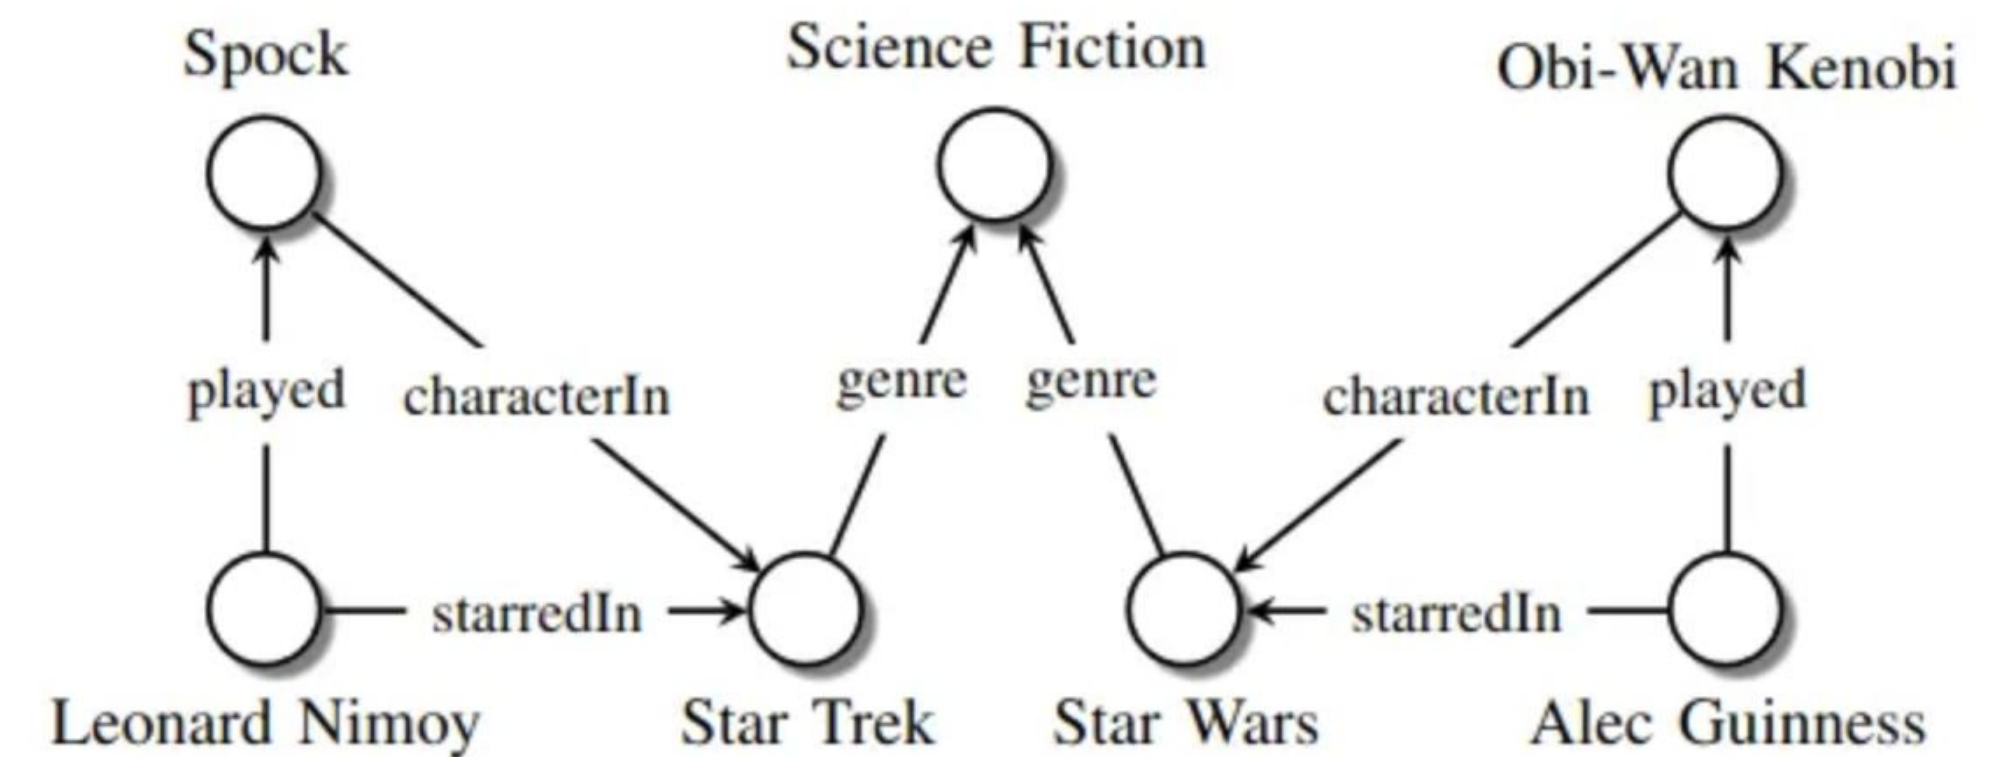 Spock
Science Fiction
Obi-Wan Kenobi
played
characterIn
genre
genre
characterIn
played
starredIn
starredIn
Leonard Nimoy
Star Trek
Star Wars
Alec Guinness